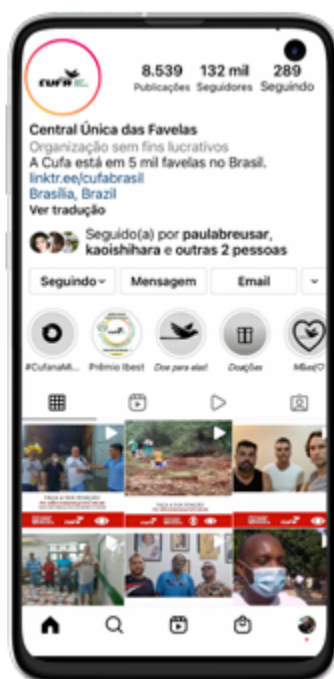 CUFA
8.539 132 mil 289
Publicações Seguidores Seguindo
Central Única das Favelas
Organização sem fins lucrativos
A Cufa está em 5 mil favelas no Brasil.
linktr.ee/cufabrasil
Brasília, Brazil
Ver tradução
Seguido(a) por paulabreusar,
kaoishihara e outras 2 pessoas
Seguindo Mensagem Email
#CufanaMi... Prêmio Ibest Doe para elas! Doações Mães